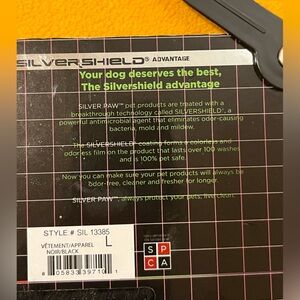 SILVERSHIELD® ADVANTAGE
Your dog deserves the best,
The Silvershield advantage
SILVER PAW™ pet products are treated with a
breakthrough technology called SILVERSHIELD®, a
powerful antimicrobial agent that eliminates odor-causing
bacteria, mold and mildew.
The SILVERSHIELD® coating forms a colorless and
odorless film on the product that lasts over 100 washes
and is 100% pet safe.
Now you can make sure your pet products will always be
odor-free, cleaner and fresher for longer.
SILVER PAW™, always protect your pets, live clean.
STYLE # SIL 13385
VÊTEMENT/APPAREL
L
NOIR/BLACK
8 05833 39710 1
S P
C A